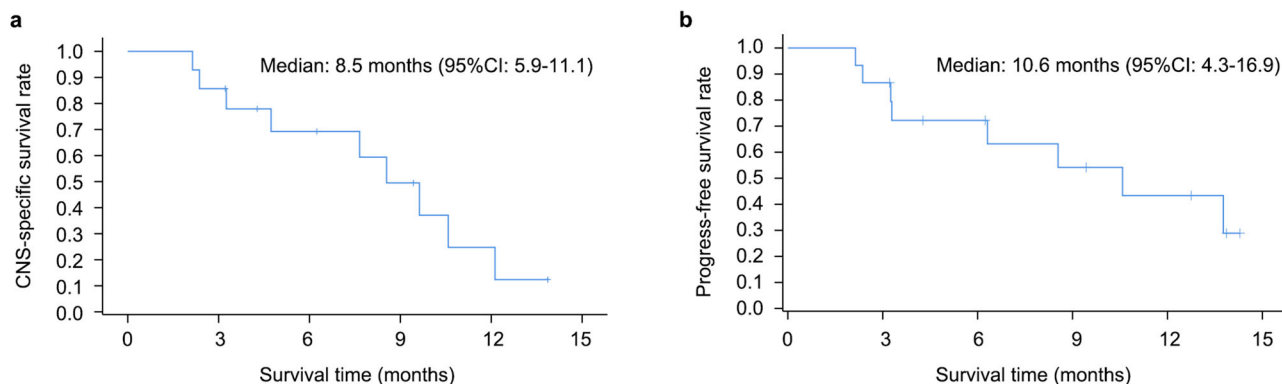 a
CNS-specific survival rate
1.0
0.9
0.8
0.7
0.6
0.5
0.4
0.3
0.2
0.1
0.0
Median: 8.5 months (95%CI: 5.9-11.1)
0 3 6 9 12 15
Survival time (months)
b
Progress-free survival rate
1.0
0.9
0.8
0.7
0.6
0.5
0.4
0.3
0.2
0.1
0.0
Median: 10.6 months (95%CI: 4.3-16.9)
0 3 6 9 12 15
Survival time (months)